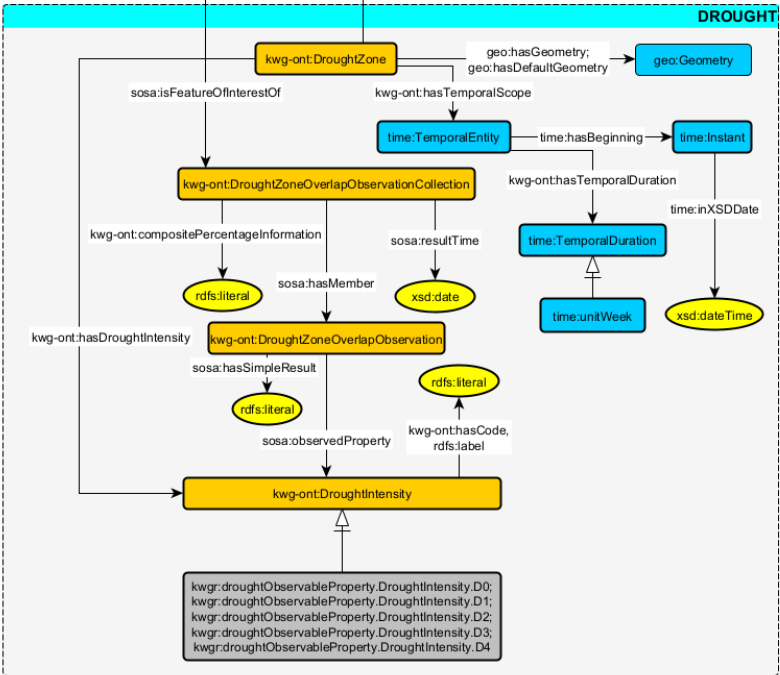 DROUGHT
kwg-ont:DroughtZone
geo:hasGeometry;
geo:hasDefaultGeometry
geo:Geometry
sosa:isFeatureOfInterestOf
kwg-ont:hasTemporalScope
time:TemporalEntity
time:hasBeginning
time:Instant
kwg-ont:DroughtZoneOverlapObservationCollection
kwg-ont:hasTemporalDuration
time:inXSDDate
kwg-ont:compositePercentageInformation
sosa:resultTime
time:TemporalDuration
sosa:hasMember
rdfs:literal
xsd:date
time:unitWeek
xsd:dateTime
kwg-ont:hasDroughtIntensity
kwg-ont:DroughtZoneOverlapObservation
sosa:hasSimpleResult
rdfs:literal
rdfs:literal
kwg-ont:hasCode,
rdfs:label
sosa:observedProperty
kwg-ont:DroughtIntensity
kwgr:droughtObservableProperty.DroughtIntensity.D0;
kwgr:droughtObservableProperty.DroughtIntensity.D1;
kwgr:droughtObservableProperty.DroughtIntensity.D2;
kwgr:droughtObservableProperty.DroughtIntensity.D3;
kwgr:droughtObservableProperty.DroughtIntensity.D4